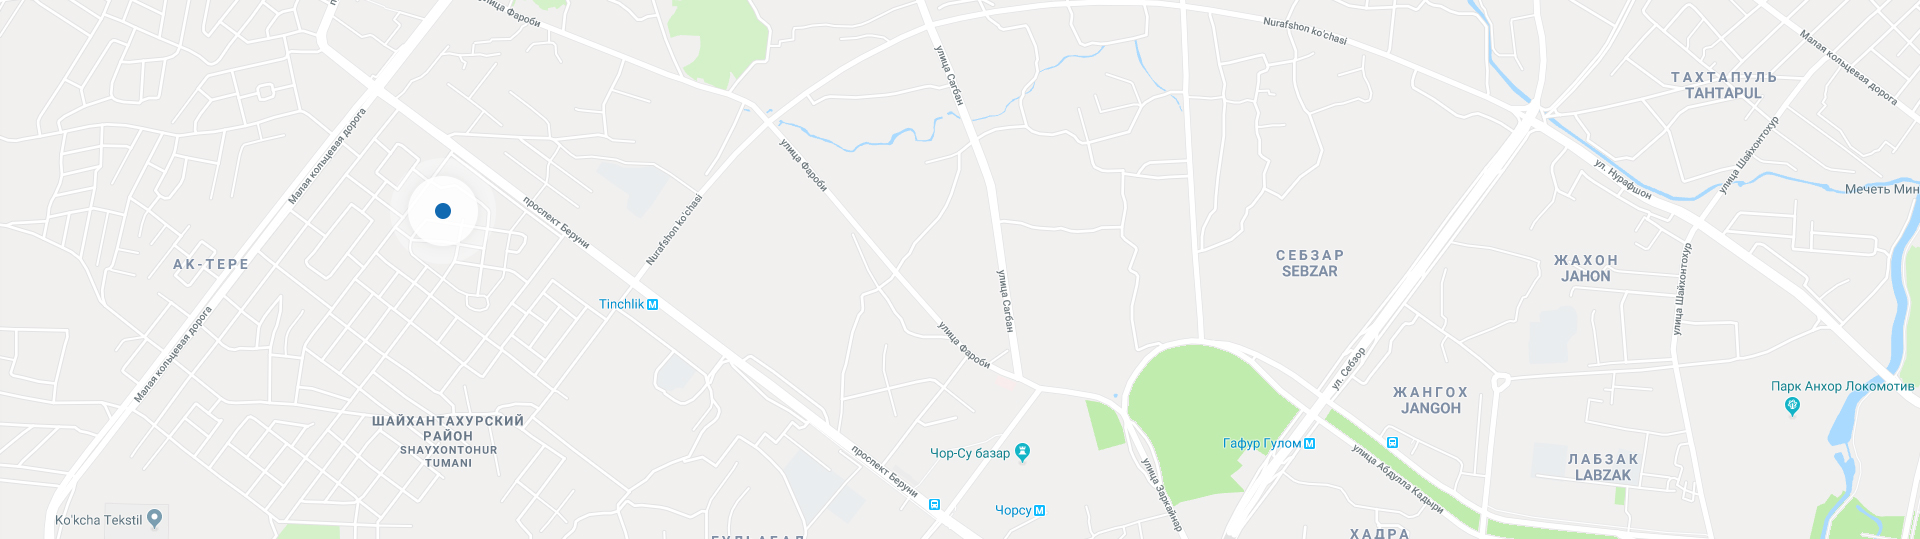 улица Фароби
Nurafshon ko'chasi
Малая кольцевая дорога
улица Сагбан
ТАХТАПУЛЬ
TAHTAPUL
Малая кольцевая дорога
улица Фароби
ул. Нурафшон
улица Шайхонтохур
Мечеть Мин
проспект Беруни
Nurafshon ko'chasi
АК-ТЕРЕ
СЕБЗАР
SEBZAR
ЖАХОН
JAHON
улица Шайхонтохур
Tinchlik
M
улица Сагбан
Малая кольцевая дорога
улица Фароби
ул. Себзор
ЖАНГОХ
JANGOH
Парк Анхор Локомотив
ШАЙХАНТАХУРСКИЙ
РАЙОН
SHAYXONTOHUR
TUMANI
Гафур Гулом
M
Чор-Су базар
проспект Беруни
улица Заркайнар
улица Абдулла Кадыри
ЛАБЗАК
LABZAK
Чорсу
M
Ko'kcha Tekstil
ХАДРА